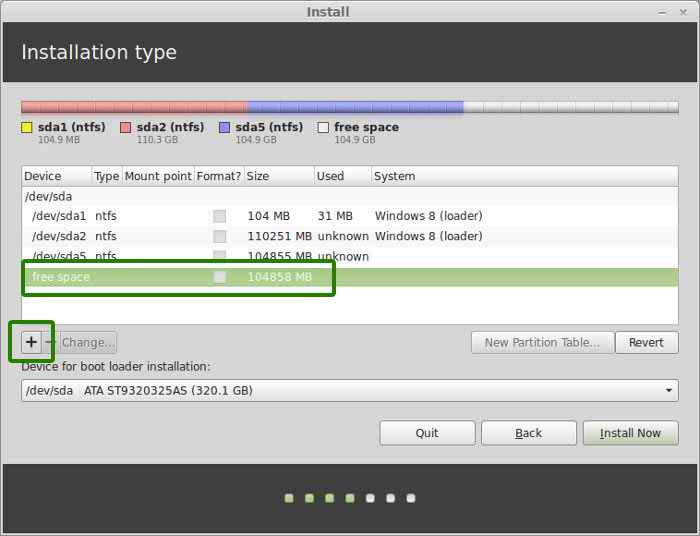 Install
Installation type
sda1 (ntfs) sda2 (ntfs) sda5 (ntfs) free space
104.9 MB 110.3 GB 104.9 GB 104.9 GB
Device Type Mount point Format? Size Used System
/dev/sda
/dev/sda1 ntfs 104 MB 31 MB Windows 8 (loader)
/dev/sda2 ntfs 110251 MB unknown Windows 8 (loader)
/dev/sda5 ntfs 104855 MB unknown
free space 104858 MB
+ − Change... New Partition Table... Revert
Device for boot loader installation:
/dev/sda ATA ST9320325AS (320.1 GB)
Quit Back Install Now